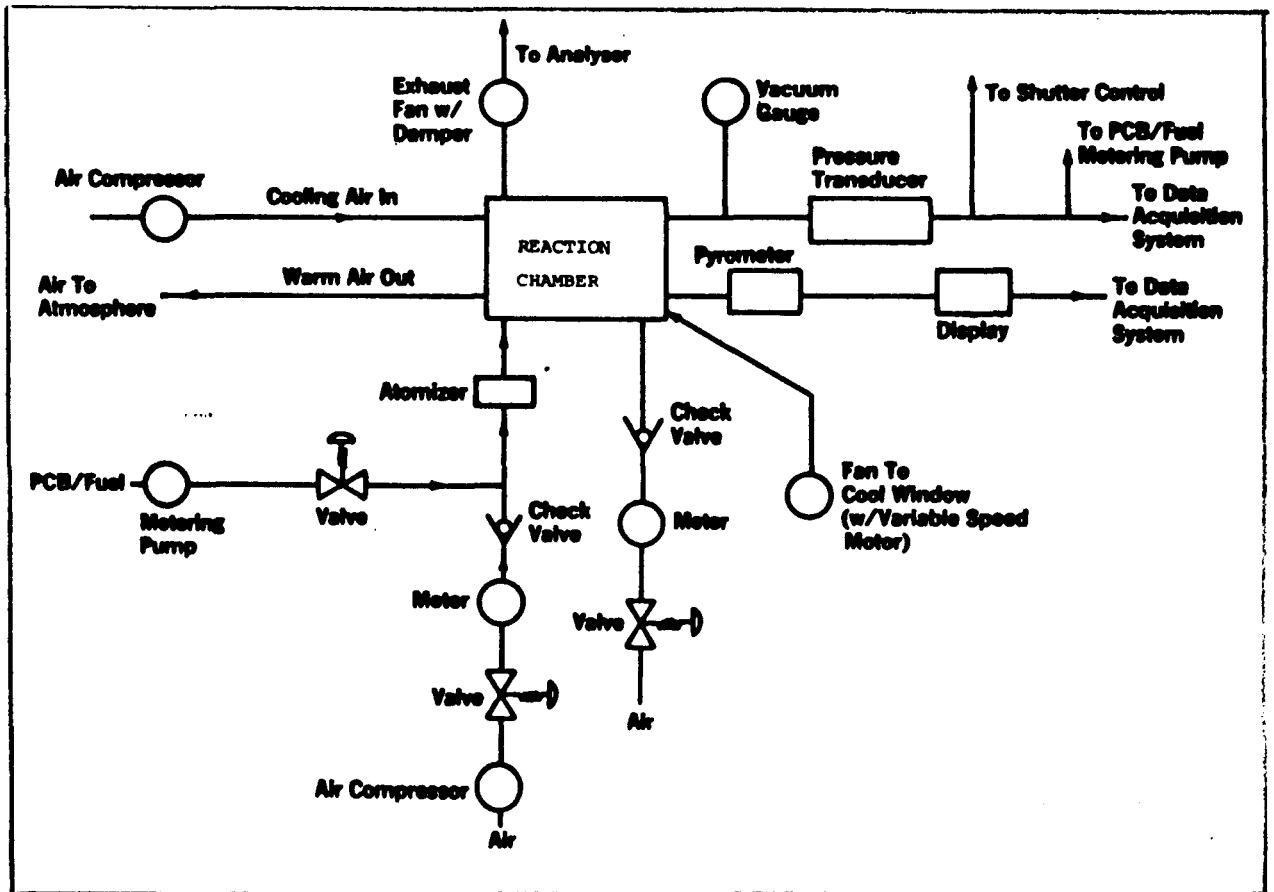 To Analyser
Exhaust
Fan w/
Damper
Vacuum
Gauge
To Shutter Control
To PCB/Fuel
Metering Pump
Pressure
Transducer
Air Compressor
Cooling Air In
To Data
Acquisition
System
REACTION
CHAMBER
Pyrometer
Warm Air Out
Air To
Atmosphere
To Data
Acquisition
System
Display
Atomizer
Check
Valve
PCB/Fuel
Metering
Pump
Valve
Check
Valve
Meter
Fan To
Cool Window
(w/Variable Speed
Motor)
Meter
Valve
Valve
Air
Air Compressor
Air